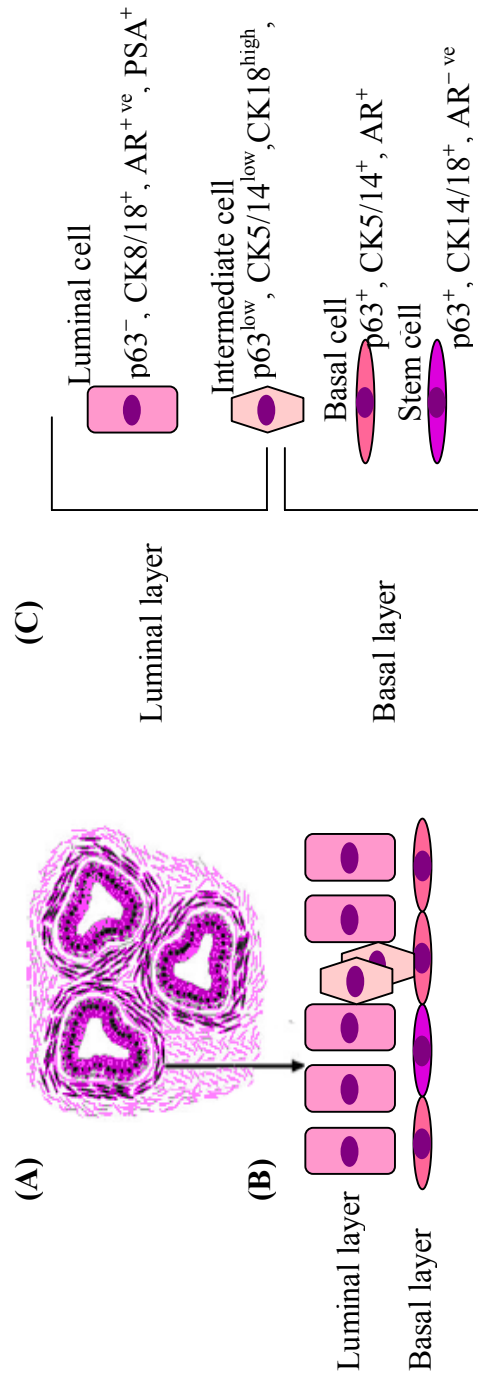 (A)
(B)
Luminal layer
Basal layer
(C)
Luminal layer
Basal layer
Luminal cell
p63⁻, CK8/18⁺, AR⁺ ᵛᵉ, PSA⁺
Intermediate cell
p63ˡᵒʷ, CK5/14ˡᵒʷ,CK18ʰⁱᵍʰ,
Basal cell
p63⁺, CK5/14⁺, AR⁺
Stem cell
p63⁺, CK14/18⁺, AR⁻ ᵛᵉ